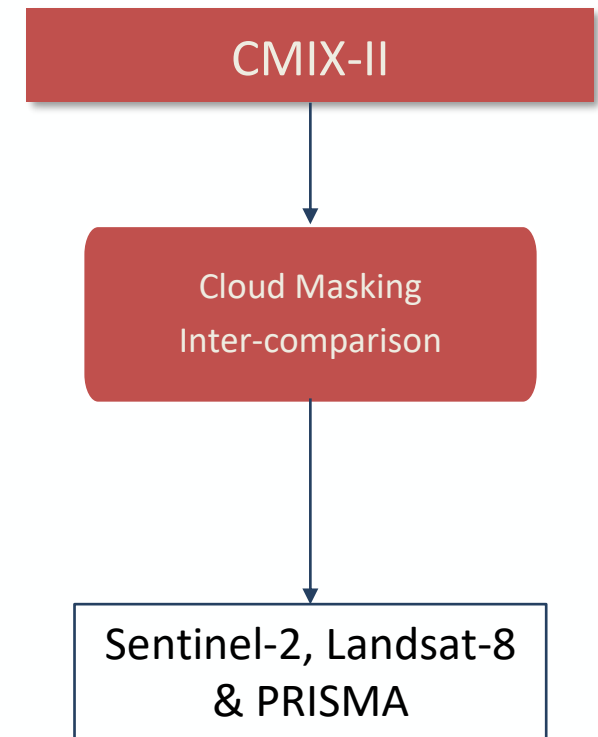 CMIX-II
Cloud Masking
Inter-comparison
Sentinel-2, Landsat-8
& PRISMA